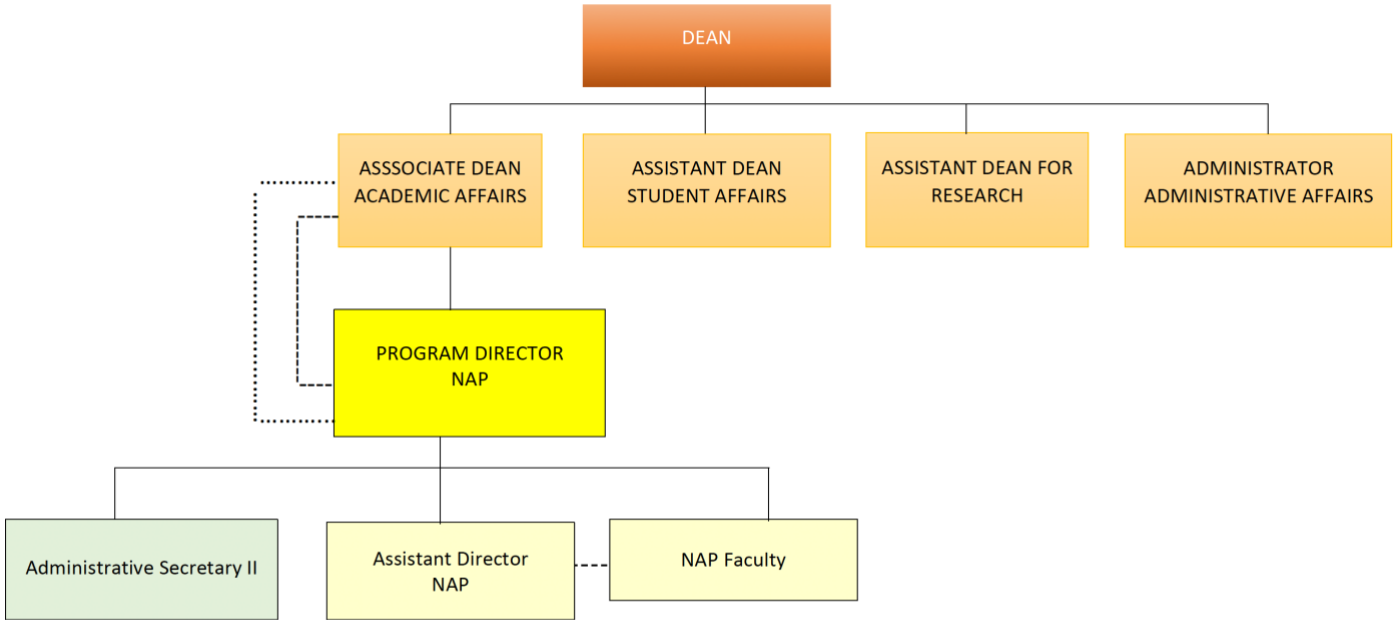 DEAN
ASSSOCIATE DEAN
ACADEMIC AFFAIRS
ASSISTANT DEAN
STUDENT AFFAIRS
ASSISTANT DEAN FOR
RESEARCH
ADMINISTRATOR
ADMINISTRATIVE AFFAIRS
PROGRAM DIRECTOR
NAP
Administrative Secretary II
Assistant Director
NAP
NAP Faculty